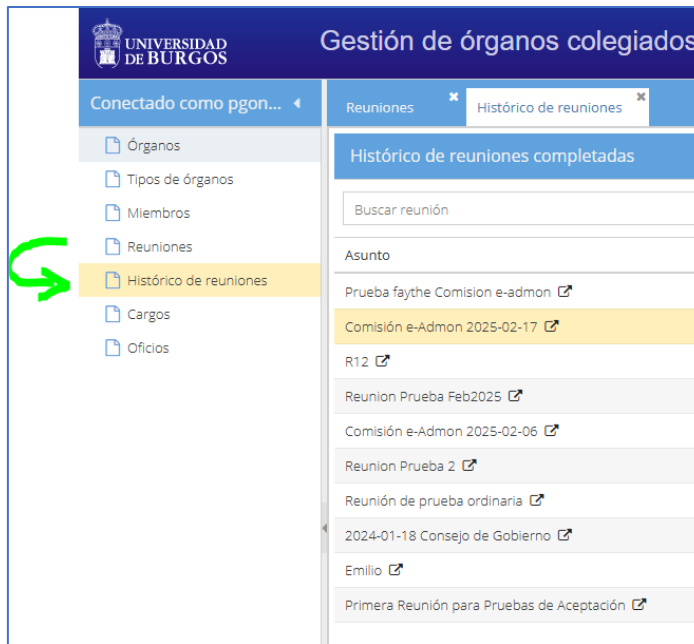 UNIVERSIDAD
DE BURGOS
Gestión de órganos colegiados
Conectado como pgon...
Órganos
Tipos de órganos
Miembros
Reuniones
Histórico de reuniones
Cargos
Oficios
Reuniones
Histórico de reuniones
Histórico de reuniones completadas
Buscar reunión
Asunto
Prueba faythe Comision e-admon
Comisión e-Admon 2025-02-17
R12
Reunion Prueba Feb2025
Comisión e-Admon 2025-02-06
Reunion Prueba 2
Reunión de prueba ordinaria
2024-01-18 Consejo de Gobierno
Emilio
Primera Reunión para Pruebas de Aceptación